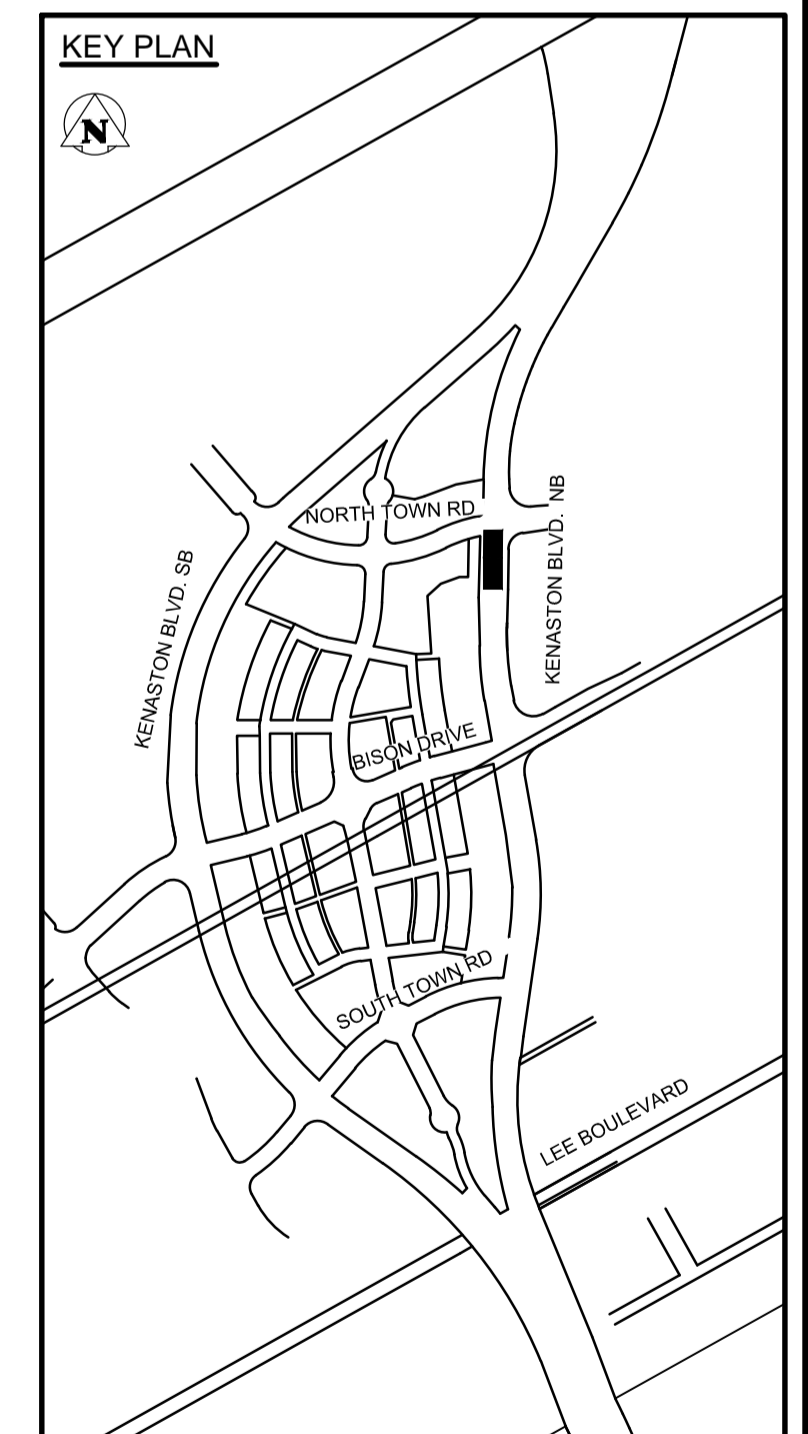 KEY PLAN
N
NORTH TOWN RD
KENASTON BLVD. NB
KENASTON BLVD. SB
BISON DRIVE
SOUTH TOWN RD
LEE BOULEVARD